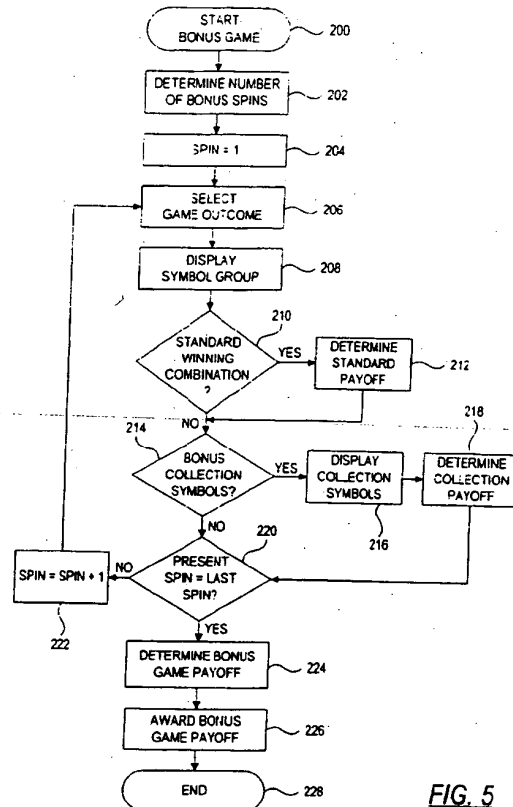 START
BONUS GAME
200
DETERMINE NUMBER
OF BONUS SPINS
202
SPIN = 1
204
SELECT
GAME OUTCOME
206
DISPLAY
SYMBOL GROUP
208
210
STANDARD
WINNING
COMBINATION
?
YES
DETERMINE
STANDARD
PAYOFF
212
NO
214
BONUS
COLLECTION
SYMBOLS?
YES
DISPLAY
COLLECTION
SYMBOLS
216
218
DETERMINE
COLLECTION
PAYOFF
NO
220
PRESENT
SPIN = LAST
SPIN?
NO
SPIN = SPIN + 1
222
YES
DETERMINE BONUS
GAME PAYOFF
224
AWARD BONUS
GAME PAYOFF
226
END
228
FIG. 5